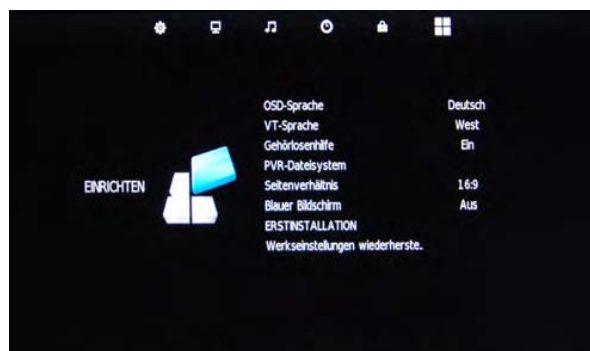 OSD-Sprache Deutsch
VT-Sprache West
Gehörlosenhilfe Ein
PVR-Dateisystem
EINRICHTEN
Seitenverhältnis 16:9
Blauer Bildschirm Aus
ERSTINSTALLATION
Werkseinstellungen wiederherste.